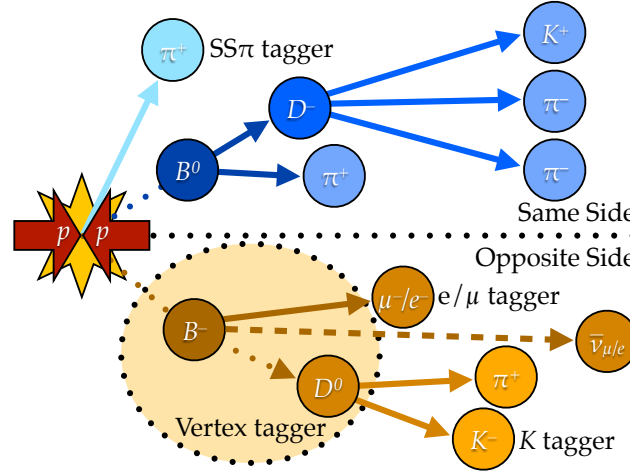 π⁺ SSπ tagger
K⁺
D⁻
π⁻
B⁰
π⁺
π⁻
Same Side
p p
Opposite Side
μ⁻/e⁻ e/μ tagger
B⁻
ν̅μ/e
D⁰
π⁺
Vertex tagger
K⁻ K tagger